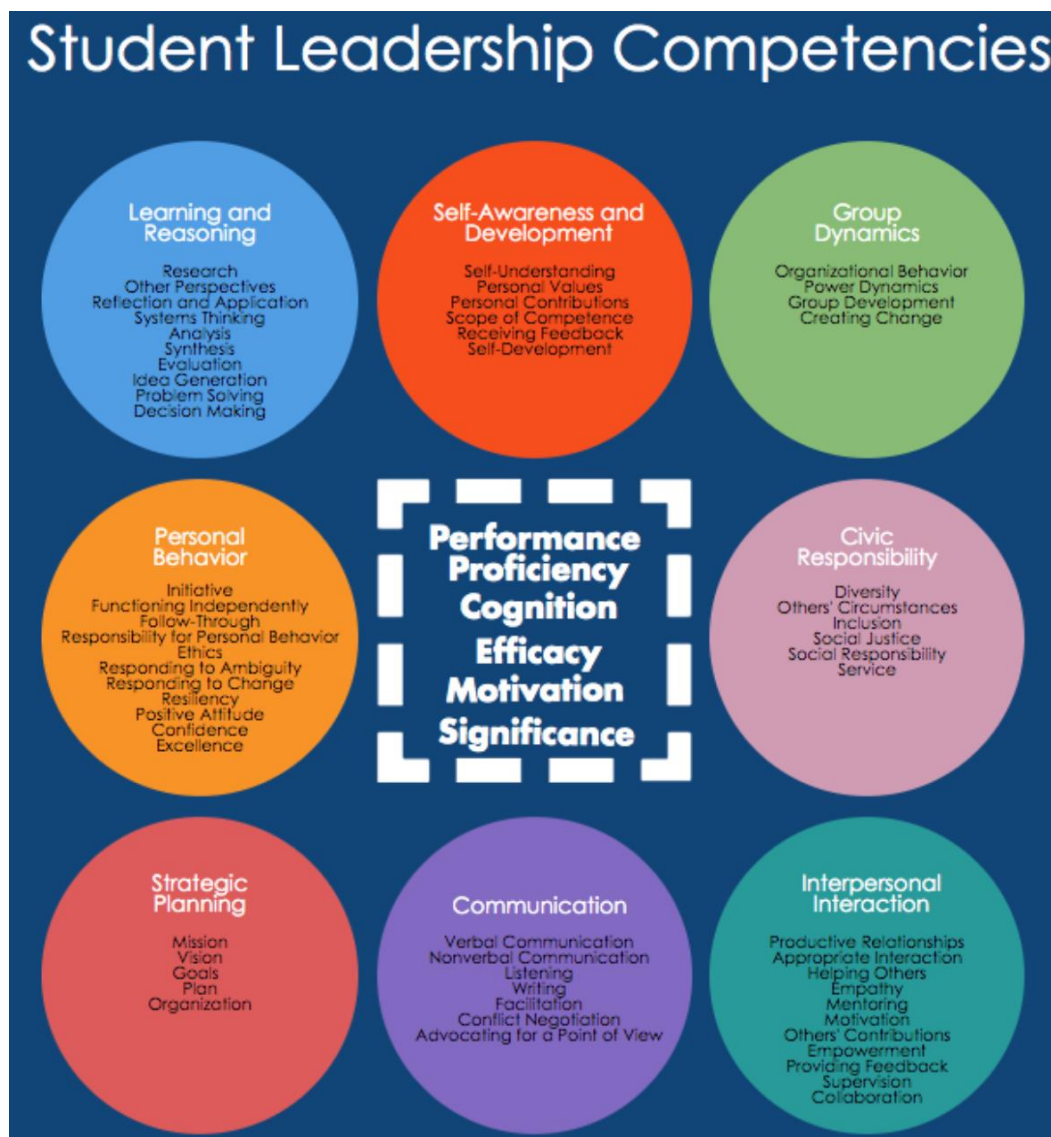 Student Leadership Competencies
Learning and
Reasoning
Research
Other Perspectives
Reflection and Application
Systems Thinking
Analysis
Synthesis
Evaluation
Idea Generation
Problem Solving
Decision Making
Self-Awareness and
Development
Self-Understanding
Personal Values
Personal Contributions
Scope of Competence
Receiving Feedback
Self-Development
Group
Dynamics
Organizational Behavior
Power Dynamics
Group Development
Creating Change
Personal
Behavior
Initiative
Functioning Independently
Follow-Through
Responsibility for Personal Behavior
Ethics
Responding to Ambiguity
Responding to Change
Resiliency
Positive Attitude
Confidence
Excellence
Performance
Proficiency
Cognition
Efficacy
Motivation
Significance
Civic
Responsibility
Diversity
Others' Circumstances
Inclusion
Social Justice
Social Responsibility
Service
Strategic
Planning
Mission
Vision
Goals
Plan
Organization
Communication
Verbal Communication
Nonverbal Communication
Listening
Writing
Facilitation
Conflict Negotiation
Advocating for a Point of View
Interpersonal
Interaction
Productive Relationships
Appropriate Interaction
Helping Others
Empathy
Mentoring
Motivation
Others' Contributions
Empowerment
Providing Feedback
Supervision
Collaboration